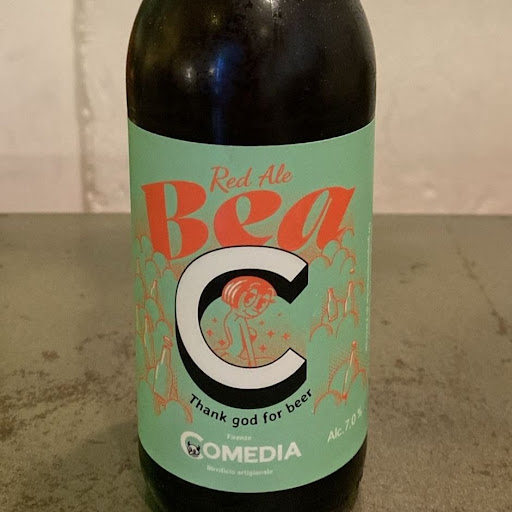 Red Ale
Bea
C
Thank god for beer
Firenze
COMEDIA
Birrificio artigianale
Alc. 7.0 %